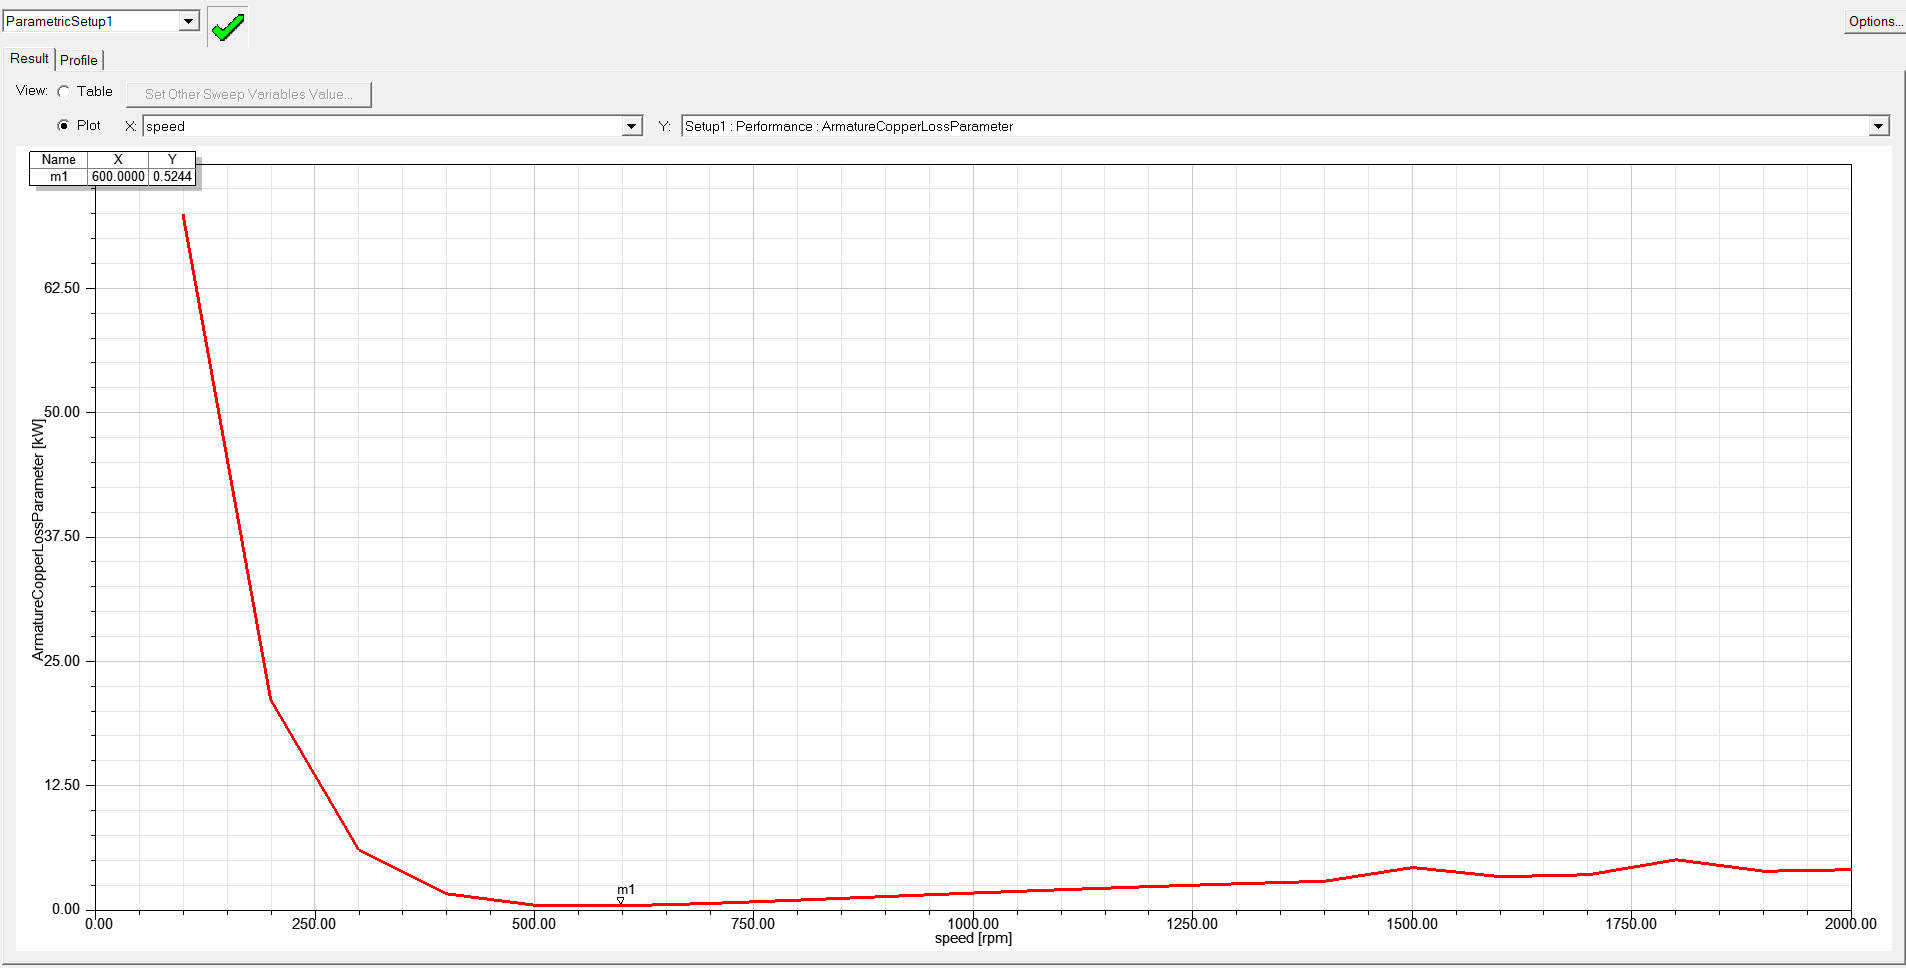 ParametricSetup1
Options...
Result Profile
View: Table Set Other Sweep Variables Value...
Plot X: speed Y: Setup1 : Performance : ArmatureCopperLossParameter
Name X Y
m1 600.0000 0.5244
62.50
50.00
37.50
25.00
12.50
0.00
ArmatureCopperLossParameter [kW]
m1
0.00 250.00 500.00 750.00 1000.00 1250.00 1500.00 1750.00 2000.00
speed [rpm]